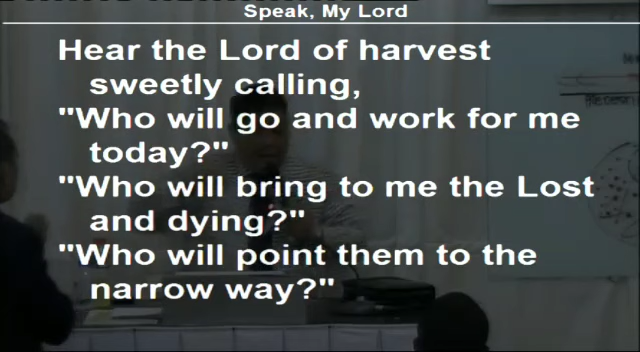 Speak, My Lord
Hear the Lord of harvest
sweetly calling,
"Who will go and work for me
today?"
"Who will bring to me the Lost
and dying?"
"Who will point them to the
narrow way?"